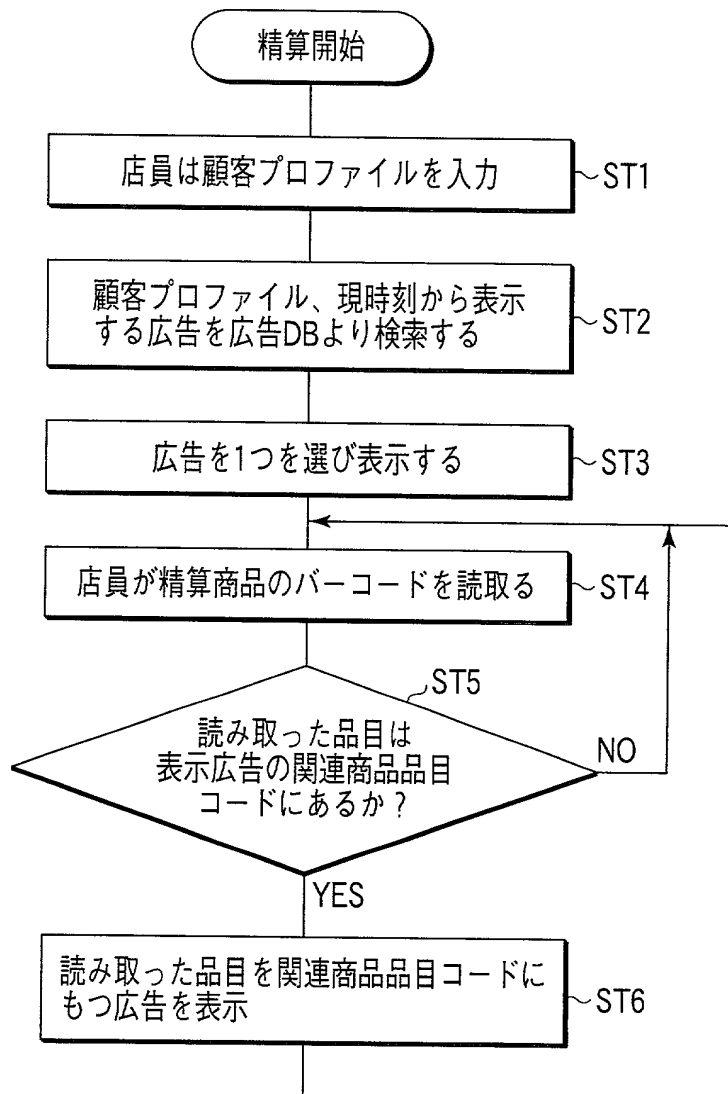 精算開始
店員は顧客プロファイルを入力
ST1
顧客プロファイル、現時刻から表示
する広告を広告DBより検索する
ST2
広告を1つを選び表示する
ST3
店員が精算商品のバーコードを読取る
ST4
ST5
読み取った品目は
表示広告の関連商品品目
コードにあるか？
NO
YES
読み取った品目を関連商品品目コードに
もつ広告を表示
ST6